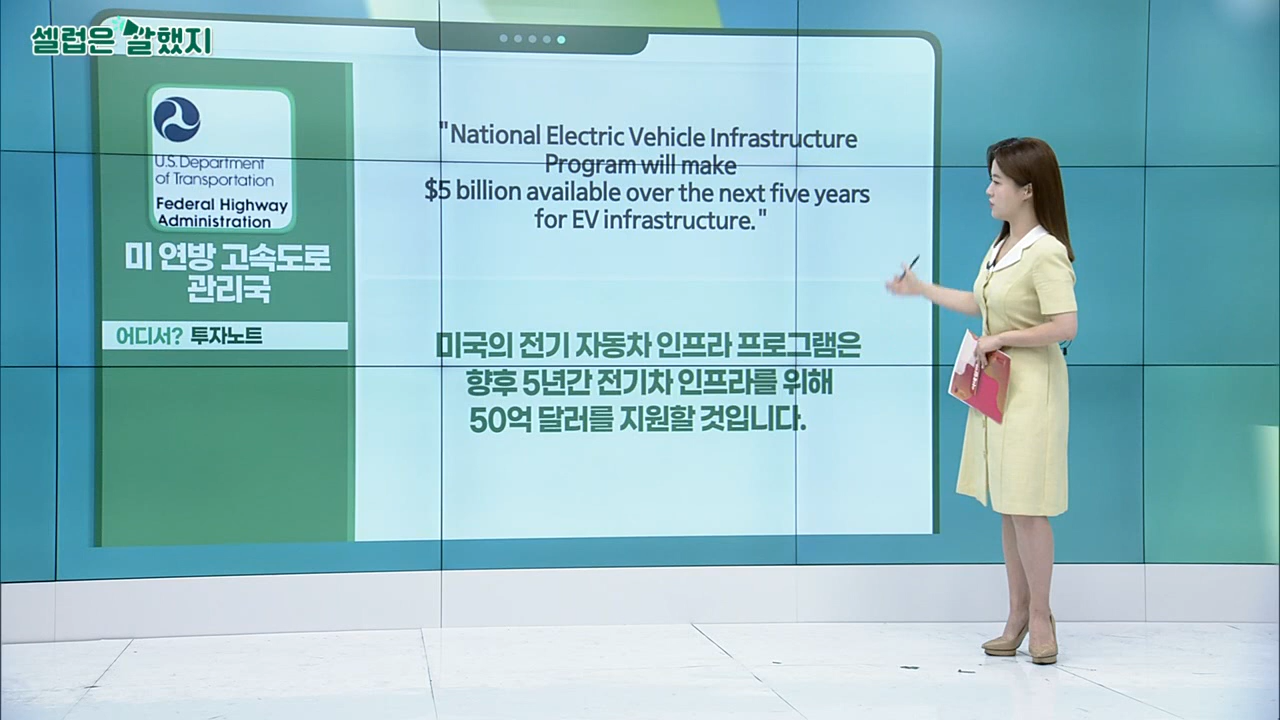 셀럽은 쏼했지
U.S. Department
of Transportation
Federal Highway
Administration
미 연방 고속도로
관리국
어디서? 투자노트
"National Electric Vehicle Infrastructure
Program will make
$5 billion available over the next five years
for EV infrastructure."
미국의 전기 자동차 인프라 프로그램은
향후 5년간 전기차 인프라를 위해
50억 달러를 지원할 것입니다.